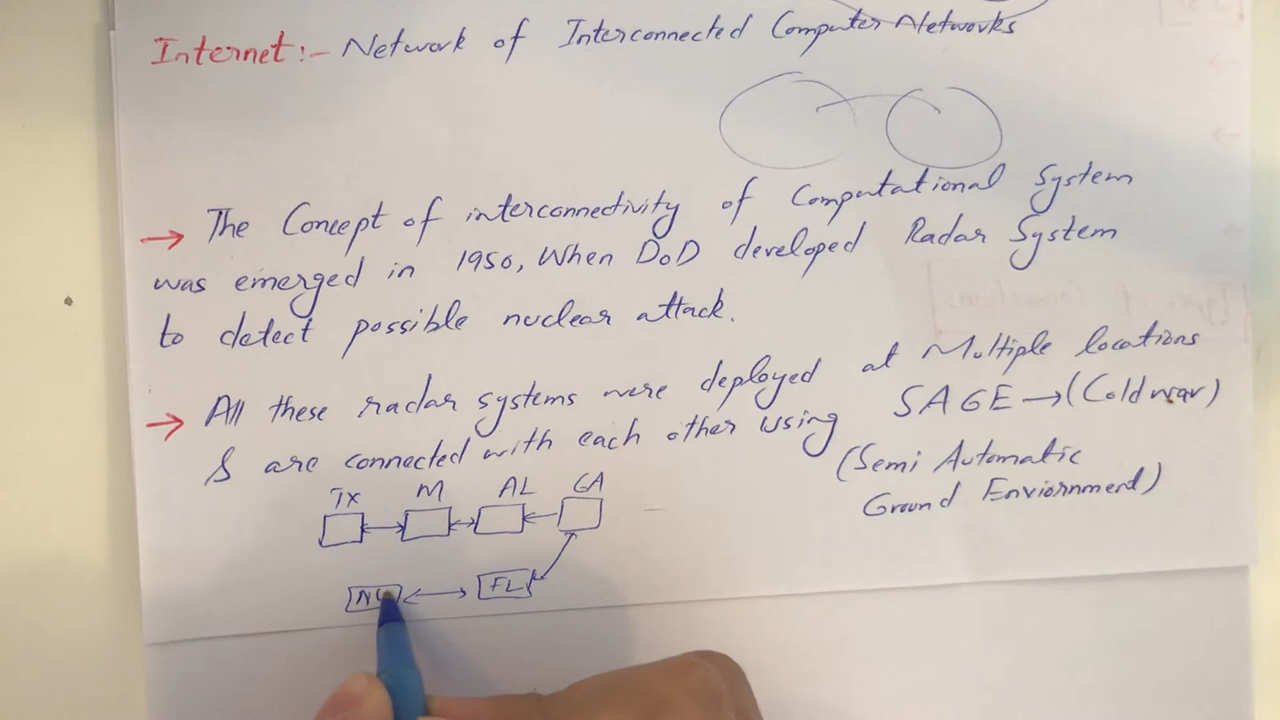 Internet:- Network of Interconnected Computer Networks
→ The Concept of interconnectivity of Computational System
was emerged in 1950, When DoD developed Radar System
to detect possible nuclear attack.
→ All these radar systems were deployed at Multiple locations
& are connected with each other using SAGE→(Cold war)
(Semi Automatic
Ground Enviornment)
TX M AL GA
FL